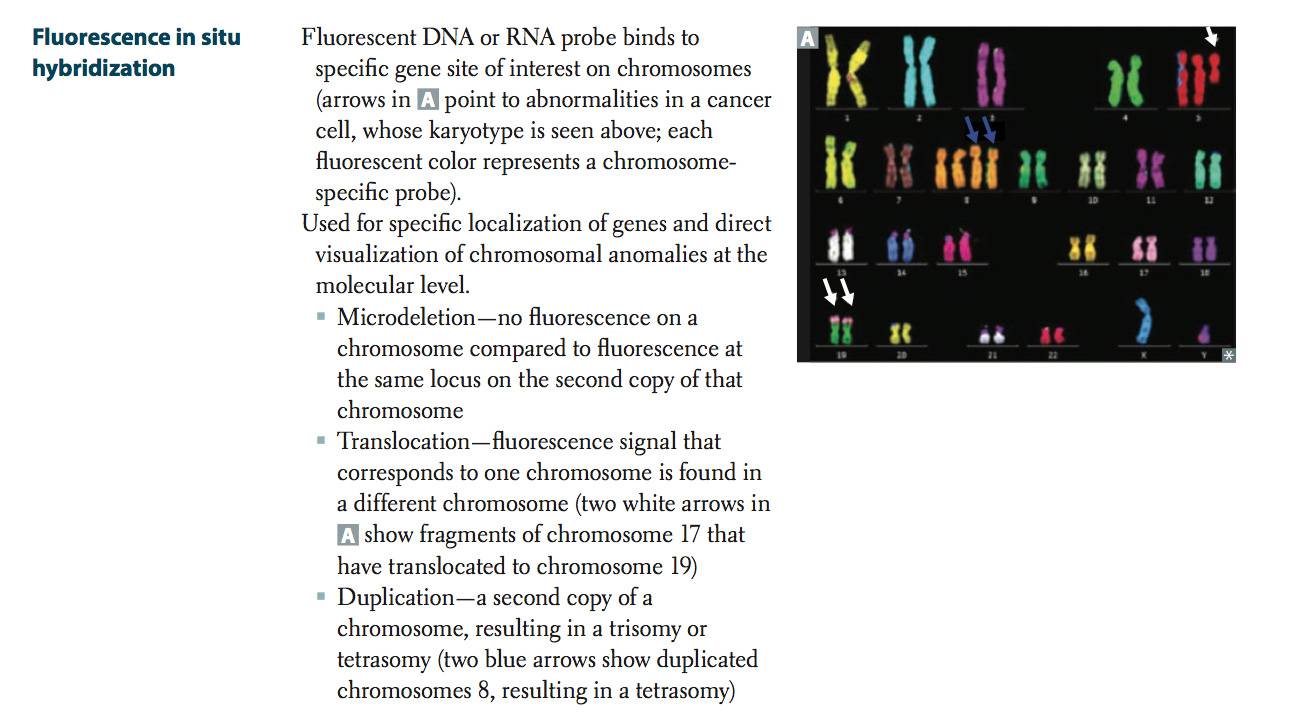 Fluorescence in situ
hybridization
Fluorescent DNA or RNA probe binds to
specific gene site of interest on chromosomes
(arrows in A point to abnormalities in a cancer
cell, whose karyotype is seen above; each
fluorescent color represents a chromosome-
specific probe).
Used for specific localization of genes and direct
visualization of chromosomal anomalies at the
molecular level.
▪ Microdeletion—no fluorescence on a
chromosome compared to fluorescence at
the same locus on the second copy of that
chromosome
▪ Translocation—fluorescence signal that
corresponds to one chromosome is found in
a different chromosome (two white arrows in
A show fragments of chromosome 17 that
have translocated to chromosome 19)
▪ Duplication—a second copy of a
chromosome, resulting in a trisomy or
tetrasomy (two blue arrows show duplicated
chromosomes 8, resulting in a tetrasomy)
A
1 2 3 4 5
6 7 8 9 10 11 12
13 14 15 16 17 18
19 20 21 22 X Y
*